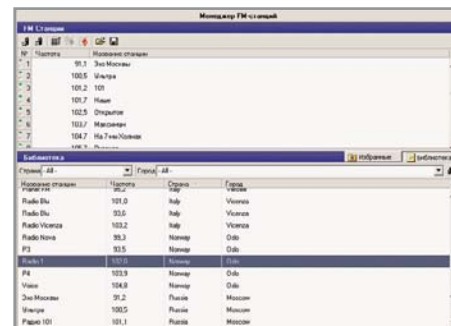 Менеджер FM-станций
FM Станции
№ Частота Название станции
1 91,1 Эхо Москвы
2 100,5 Ультра
3 101,2 101
4 101,7 Наше
5 102,5 Открытое
6 103,7 Максимум
7 104,7 На 7-ми Холмах
Библиотека Избранные Библиотека
Страна - All - Город - All -
Название станции Частота Страна Город
Radio Blu 101,0 Italy Vicenza
Radio Blu 93,6 Italy Vicenza
Radio Vicenza 103,2 Italy Vicenza
Radio Nova 99,3 Norway Oslo
P3 93,5 Norway Oslo
Radio 1 102,0 Norway Oslo
P4 103,9 Norway Oslo
Voice 104,8 Norway Oslo
Эхо Москвы 91,2 Russia Moscow
Ультра 100,5 Russia Moscow
Радио 101 101,1 Russia Moscow